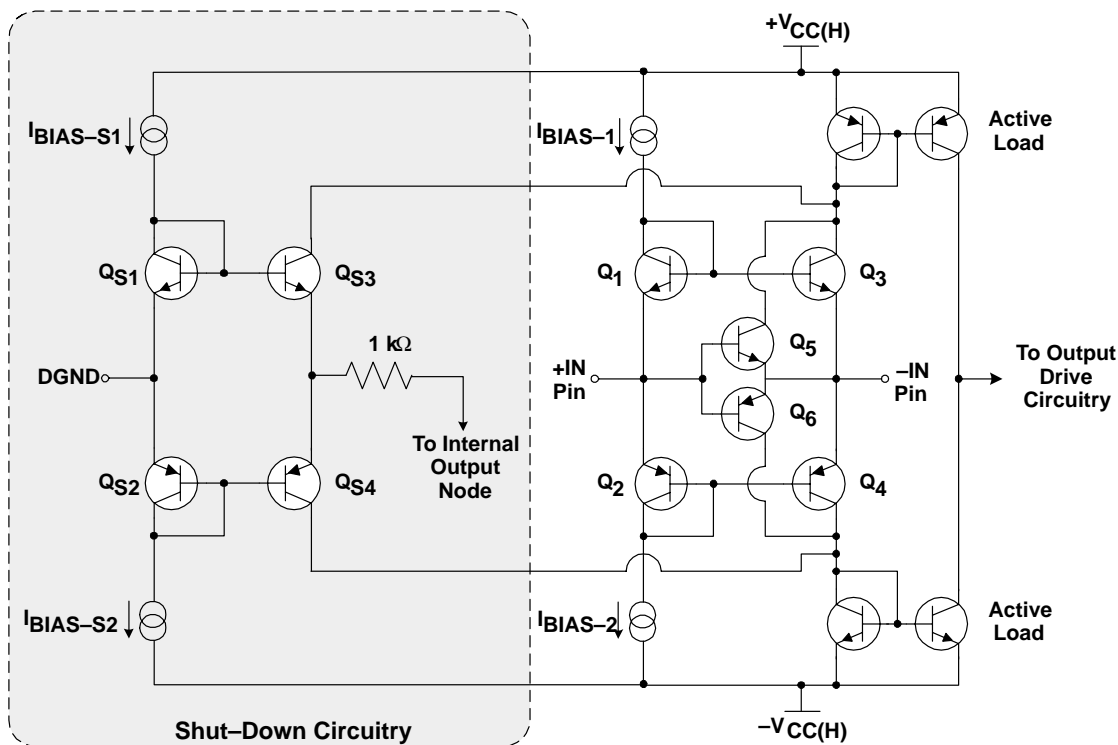 +VCC(H)
IBIAS–S1
IBIAS–1
Active
Load
QS1
QS3
Q1
Q3
1 kΩ
Q5
DGND
+IN
Pin
–IN
Pin
To Output
Drive
Circuitry
Q6
To Internal
Output
Node
QS2
QS4
Q2
Q4
IBIAS–S2
IBIAS–2
Active
Load
Shut–Down Circuitry
–VCC(H)